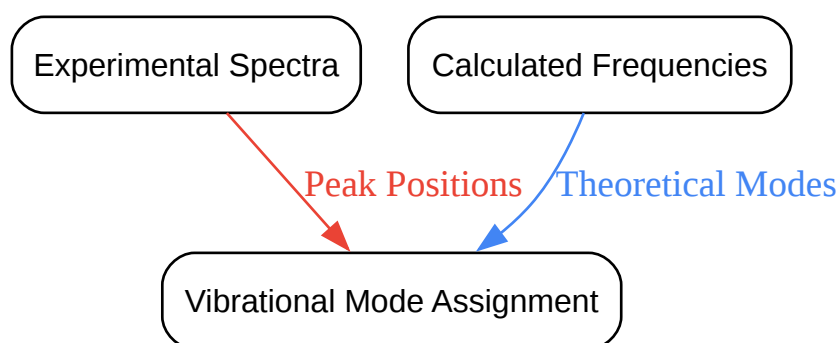 Experimental Spectra
Calculated Frequencies
Peak Positions
Theoretical Modes
Vibrational Mode Assignment